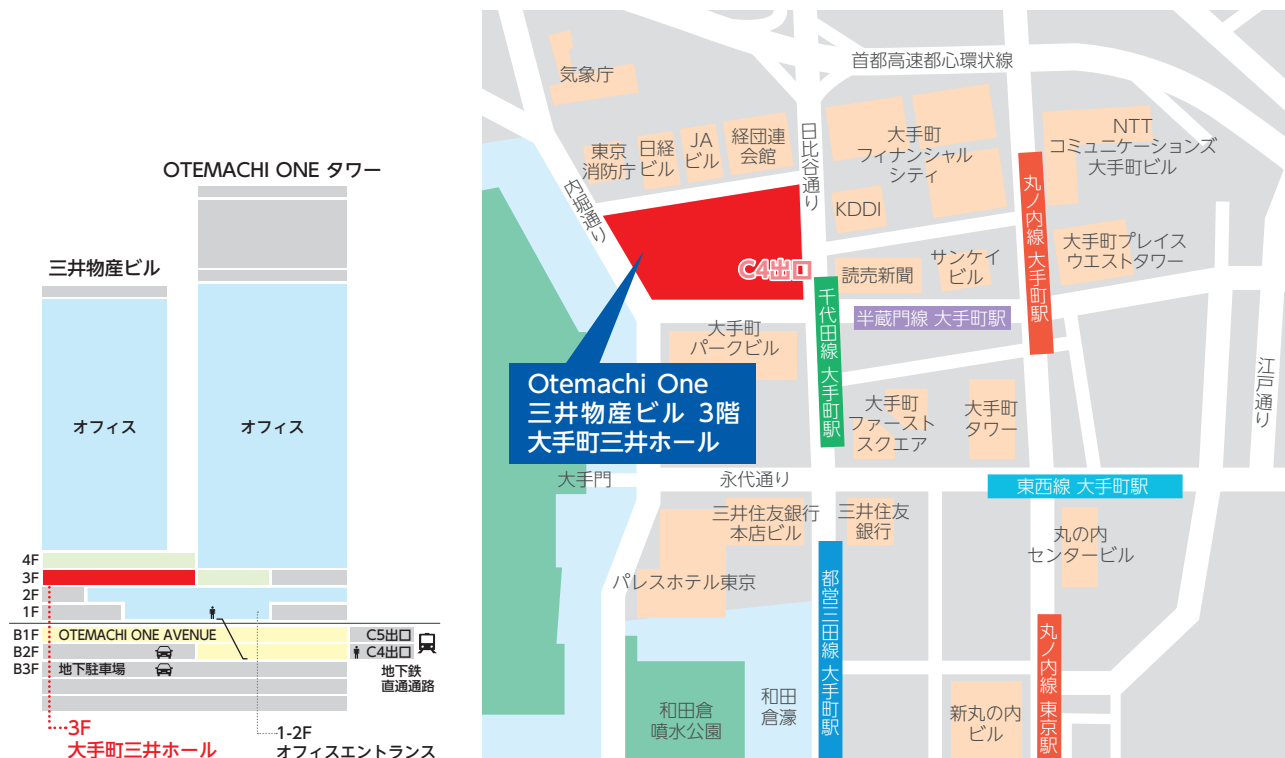 OTEMACHI ONE タワー
三井物産ビル
オフィス
オフィス
4F
3F
2F
1F
B1F
OTEMACHI ONE AVENUE
C5出口
B2F
C4出口
B3F
地下駐車場
地下鉄
直通通路
3F
大手町三井ホール
1-2F
オフィスエントランス
気象庁
首都高速都心環状線
東京
消防庁
日経
ビル
JA
ビル
経団連
会館
日比谷通り
大手町
フィナンシャル
シティ
NTT
コミュニケーションズ
大手町ビル
内堀通り
KDDI
丸ノ内線 大手町駅
大手町プレイス
ウエストタワー
C4出口
読売新聞
サンケイ
ビル
千代田線 大手町駅
半蔵門線 大手町駅
大手町
パークビル
Otemachi One
三井物産ビル 3階
大手町三井ホール
大手町
ファースト
スクエア
大手町
タワー
江戸通り
大手門
永代通り
東西線 大手町駅
三井住友銀行
本店ビル
三井住友
銀行
丸の内
センタービル
パレスホテル東京
都営三田線 大手町駅
丸ノ内線 東京駅
和田倉
噴水公園
和田
倉濠
新丸の内
ビル